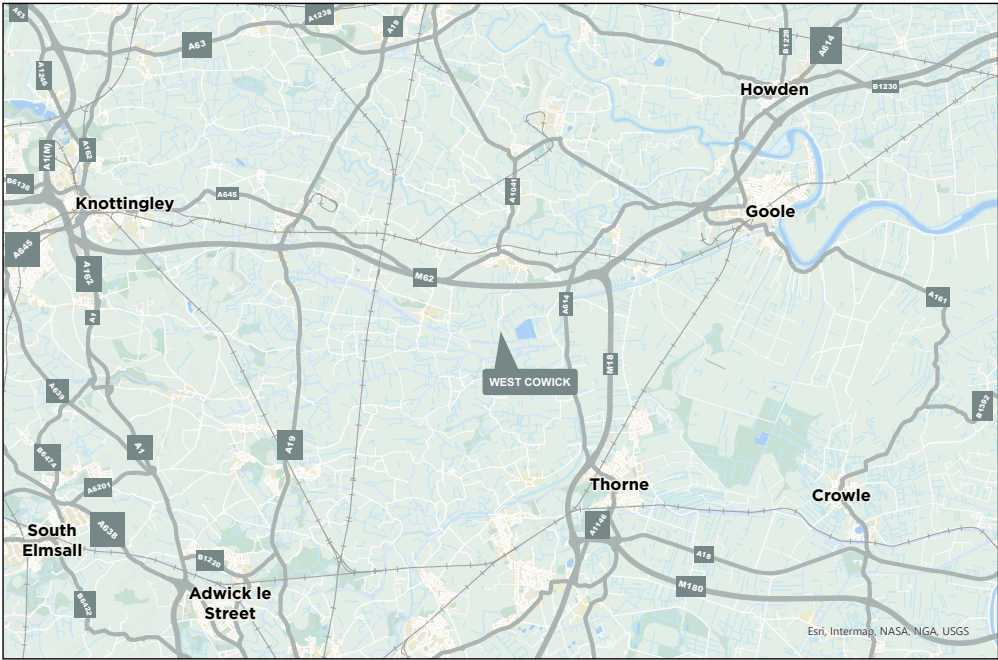 A63
A1238
A19
A63
B1228
A614
A1246
Howden
B1230
A1(M)
A162
B6136
Knottingley
A645
A1041
Goole
A645
A162
M62
A614
A161
A1
M18
WEST COWICK
A639
B1392
A1
A19
B6474
A6201
Thorne
Crowle
A638
South
Elmsall
A1146
A18
B1220
M180
Adwick le
Street
B6422
Esri, Intermap, NASA, NGA, USGS